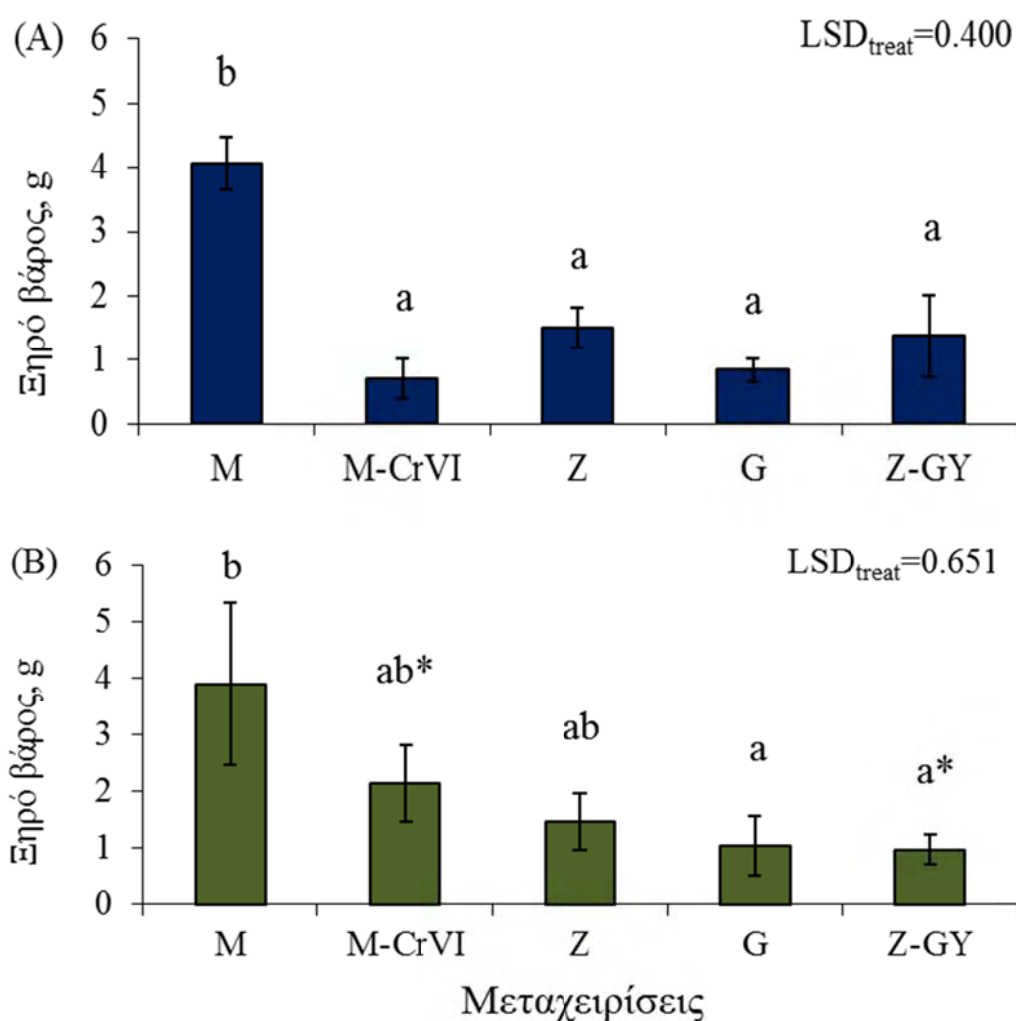 (A)
LSDtreat=0.400
Ξηρό βάρος, g
6
5
4
3
2
1
0
b
a
a
a
a
M M-CrVI Z G Z-GY
(B)
LSDtreat=0.651
Ξηρό βάρος, g
6
5
4
3
2
1
0
b
ab*
ab
a
a*
M M-CrVI Z G Z-GY
Μεταχειρίσεις